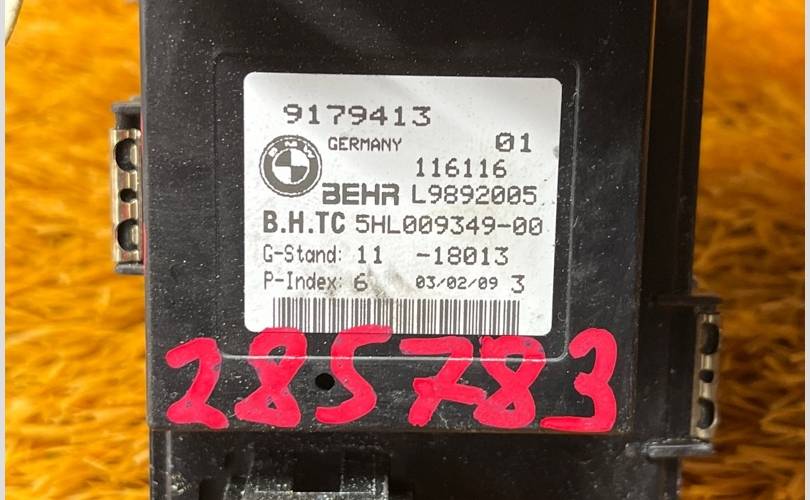 9179413
BMW GERMANY 01
116116
BEHR L9892005
B.H.TC 5HL009349-00
G-Stand: 11 -18013
P-Index: 6 03/02/09 3
285783